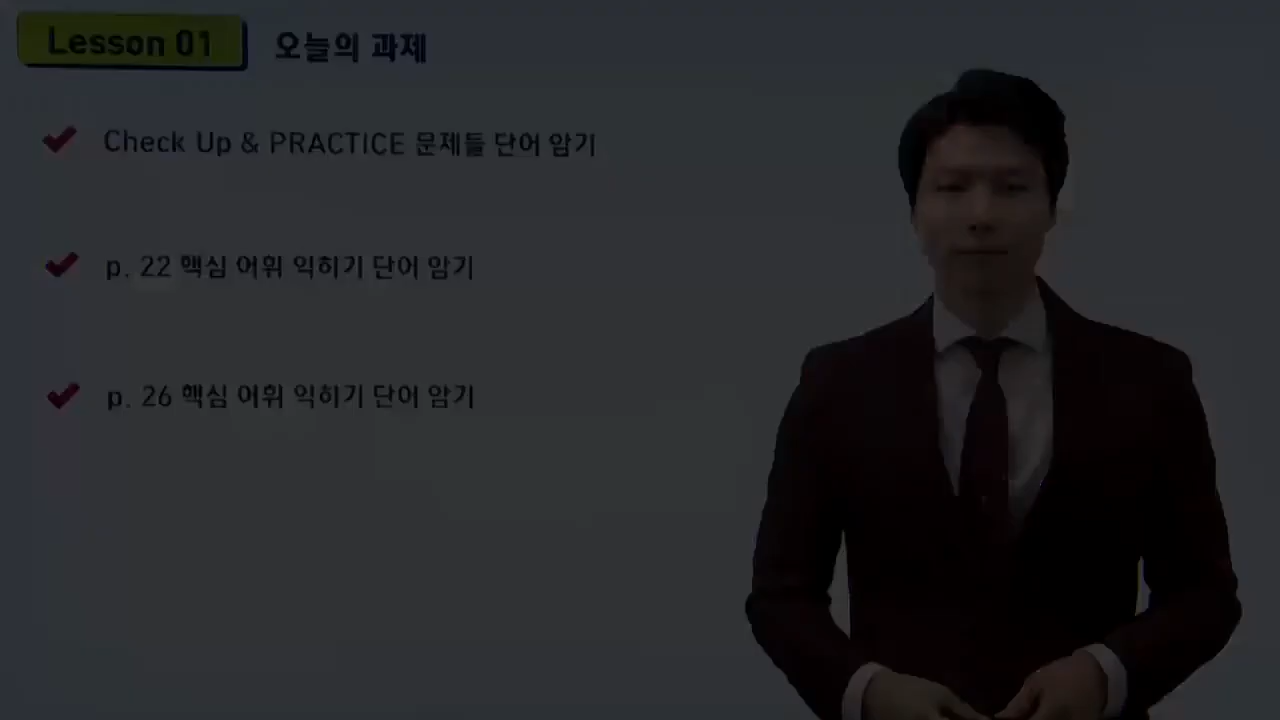 Lesson 01 오늘의 과제
Check Up & PRACTICE 문제들 단어 암기
p. 22 핵심 어휘 익히기 단어 암기
p. 26 핵심 어휘 익히기 단어 암기